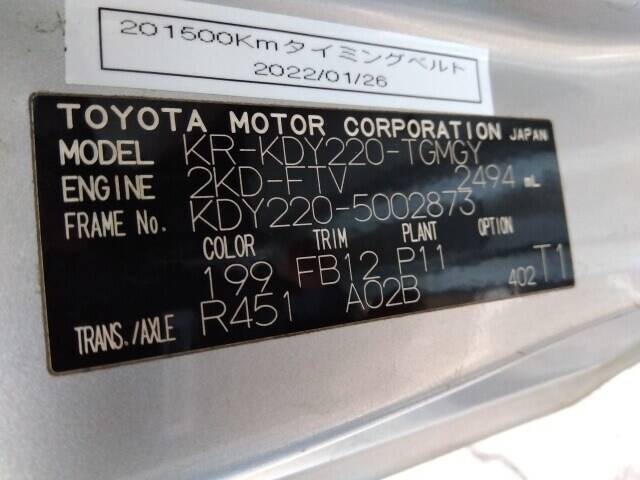 201500Kmタイミングベルト
2022/01/26
TOYOTA MOTOR CORPORATION JAPAN
MODEL KR-KDY220-TGMGY
ENGINE 2KD-FTV 2494 mL
FRAME No. KDY220-5002873
COLOR TRIM PLANT OPTION
199 FB12 P11 402 T1
TRANS./AXLE R451 A02B